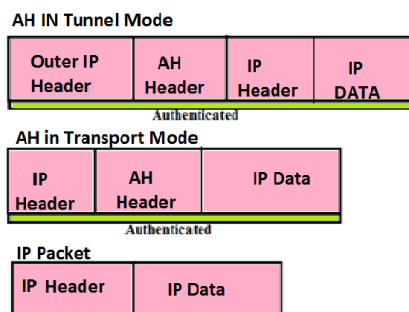 AH IN Tunnel Mode
Outer IP
Header
AH
Header
IP
Header
IP
DATA
Authenticated
AH in Transport Mode
IP
Header
AH
Header
IP Data
Authenticated
IP Packet
IP Header
IP Data